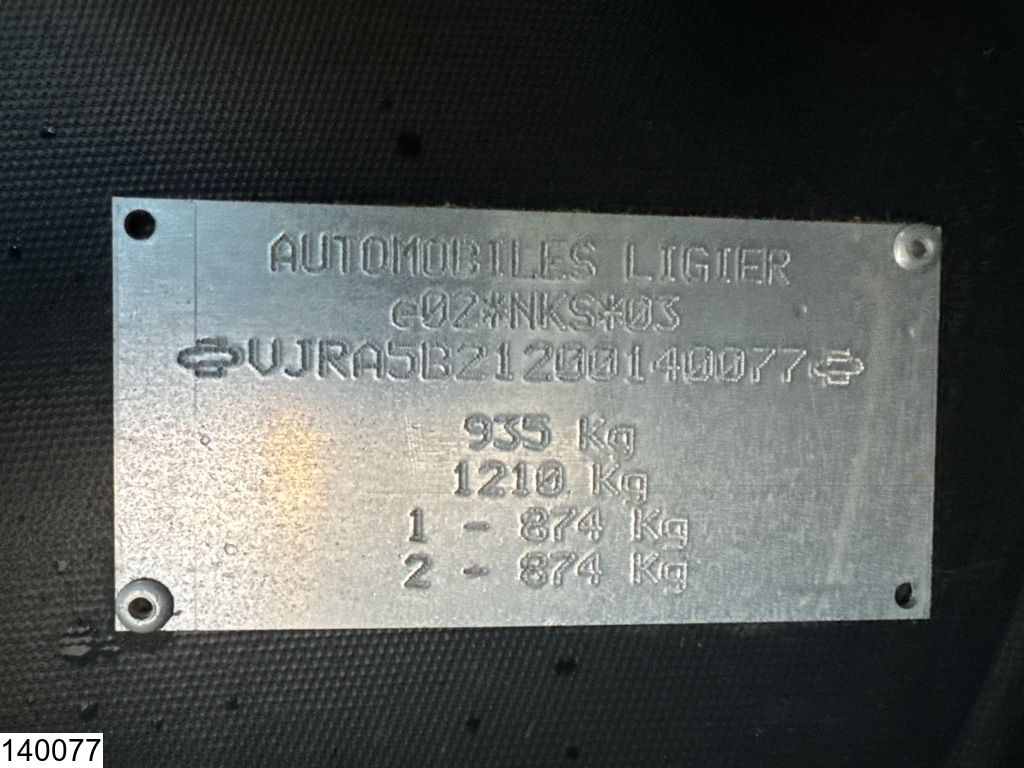 AUTOMOBILES LIGIER
e02*NKS*03
VJRA5B21200140077
935 Kg
1210 Kg
1 - 874 Kg
2 - 874 Kg
140077